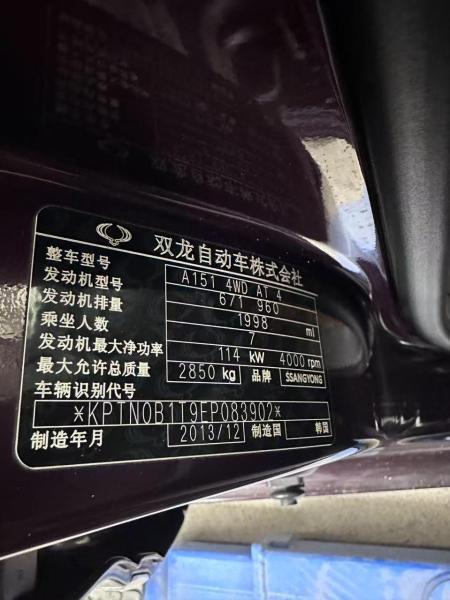 双龙自动车株式会社
整车型号 A151 4WD AT 4
发动机型号 671 960
发动机排量 1998 ml
乘坐人数 7
发动机最大净功率 114 kW 4000 rpm
最大允许总质量 2850 kg 品牌 SSANGYONG
车辆识别代号
*KPTN0B1T9FP083902*
制造年月 2013/12 制造国 韩国